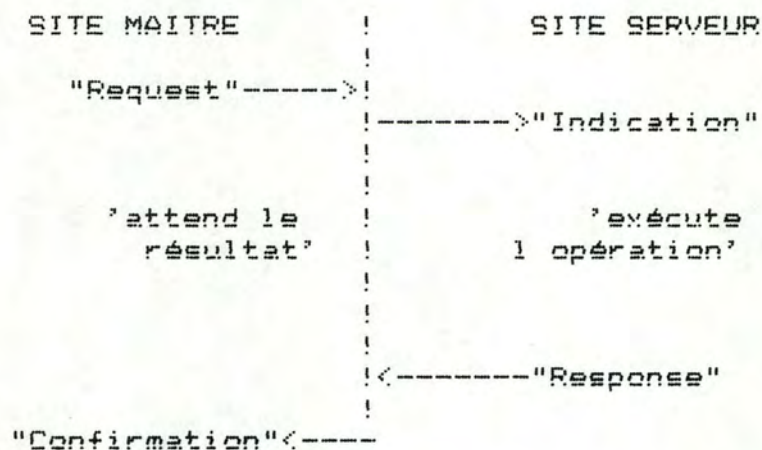 SITE MAITRE ! SITE SERVEUR
!
"Request"----->!
!------->"Indication"
!
!
'attend le ! 'exécute
résultat' ! l opération'
!
!
!<-------"Response"
!
"Confirmation"<----